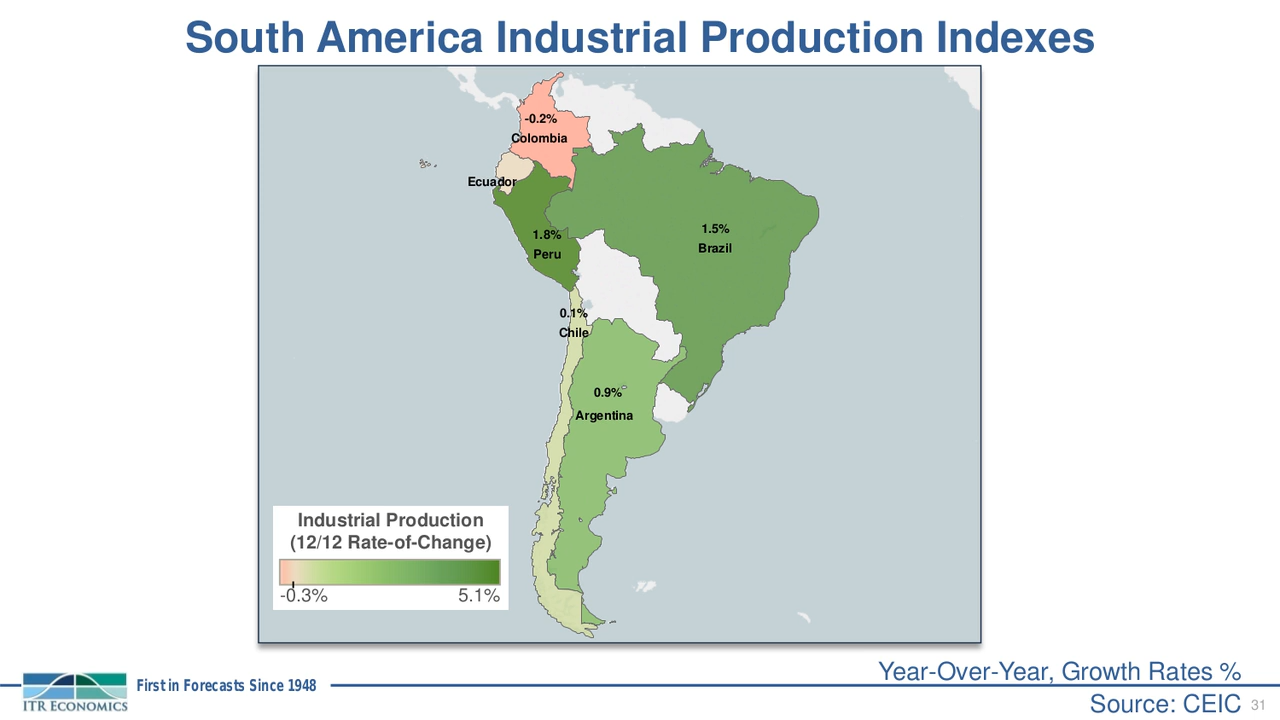 South America Industrial Production Indexes
-0.2%
Colombia
Ecuador
1.8%
Peru
1.5%
Brazil
0.1%
Chile
0.9%
Argentina
Industrial Production
(12/12 Rate-of-Change)
-0.3% 5.1%
Year-Over-Year, Growth Rates %
First in Forecasts Since 1948
ITR ECONOMICS
Source: CEIC 31